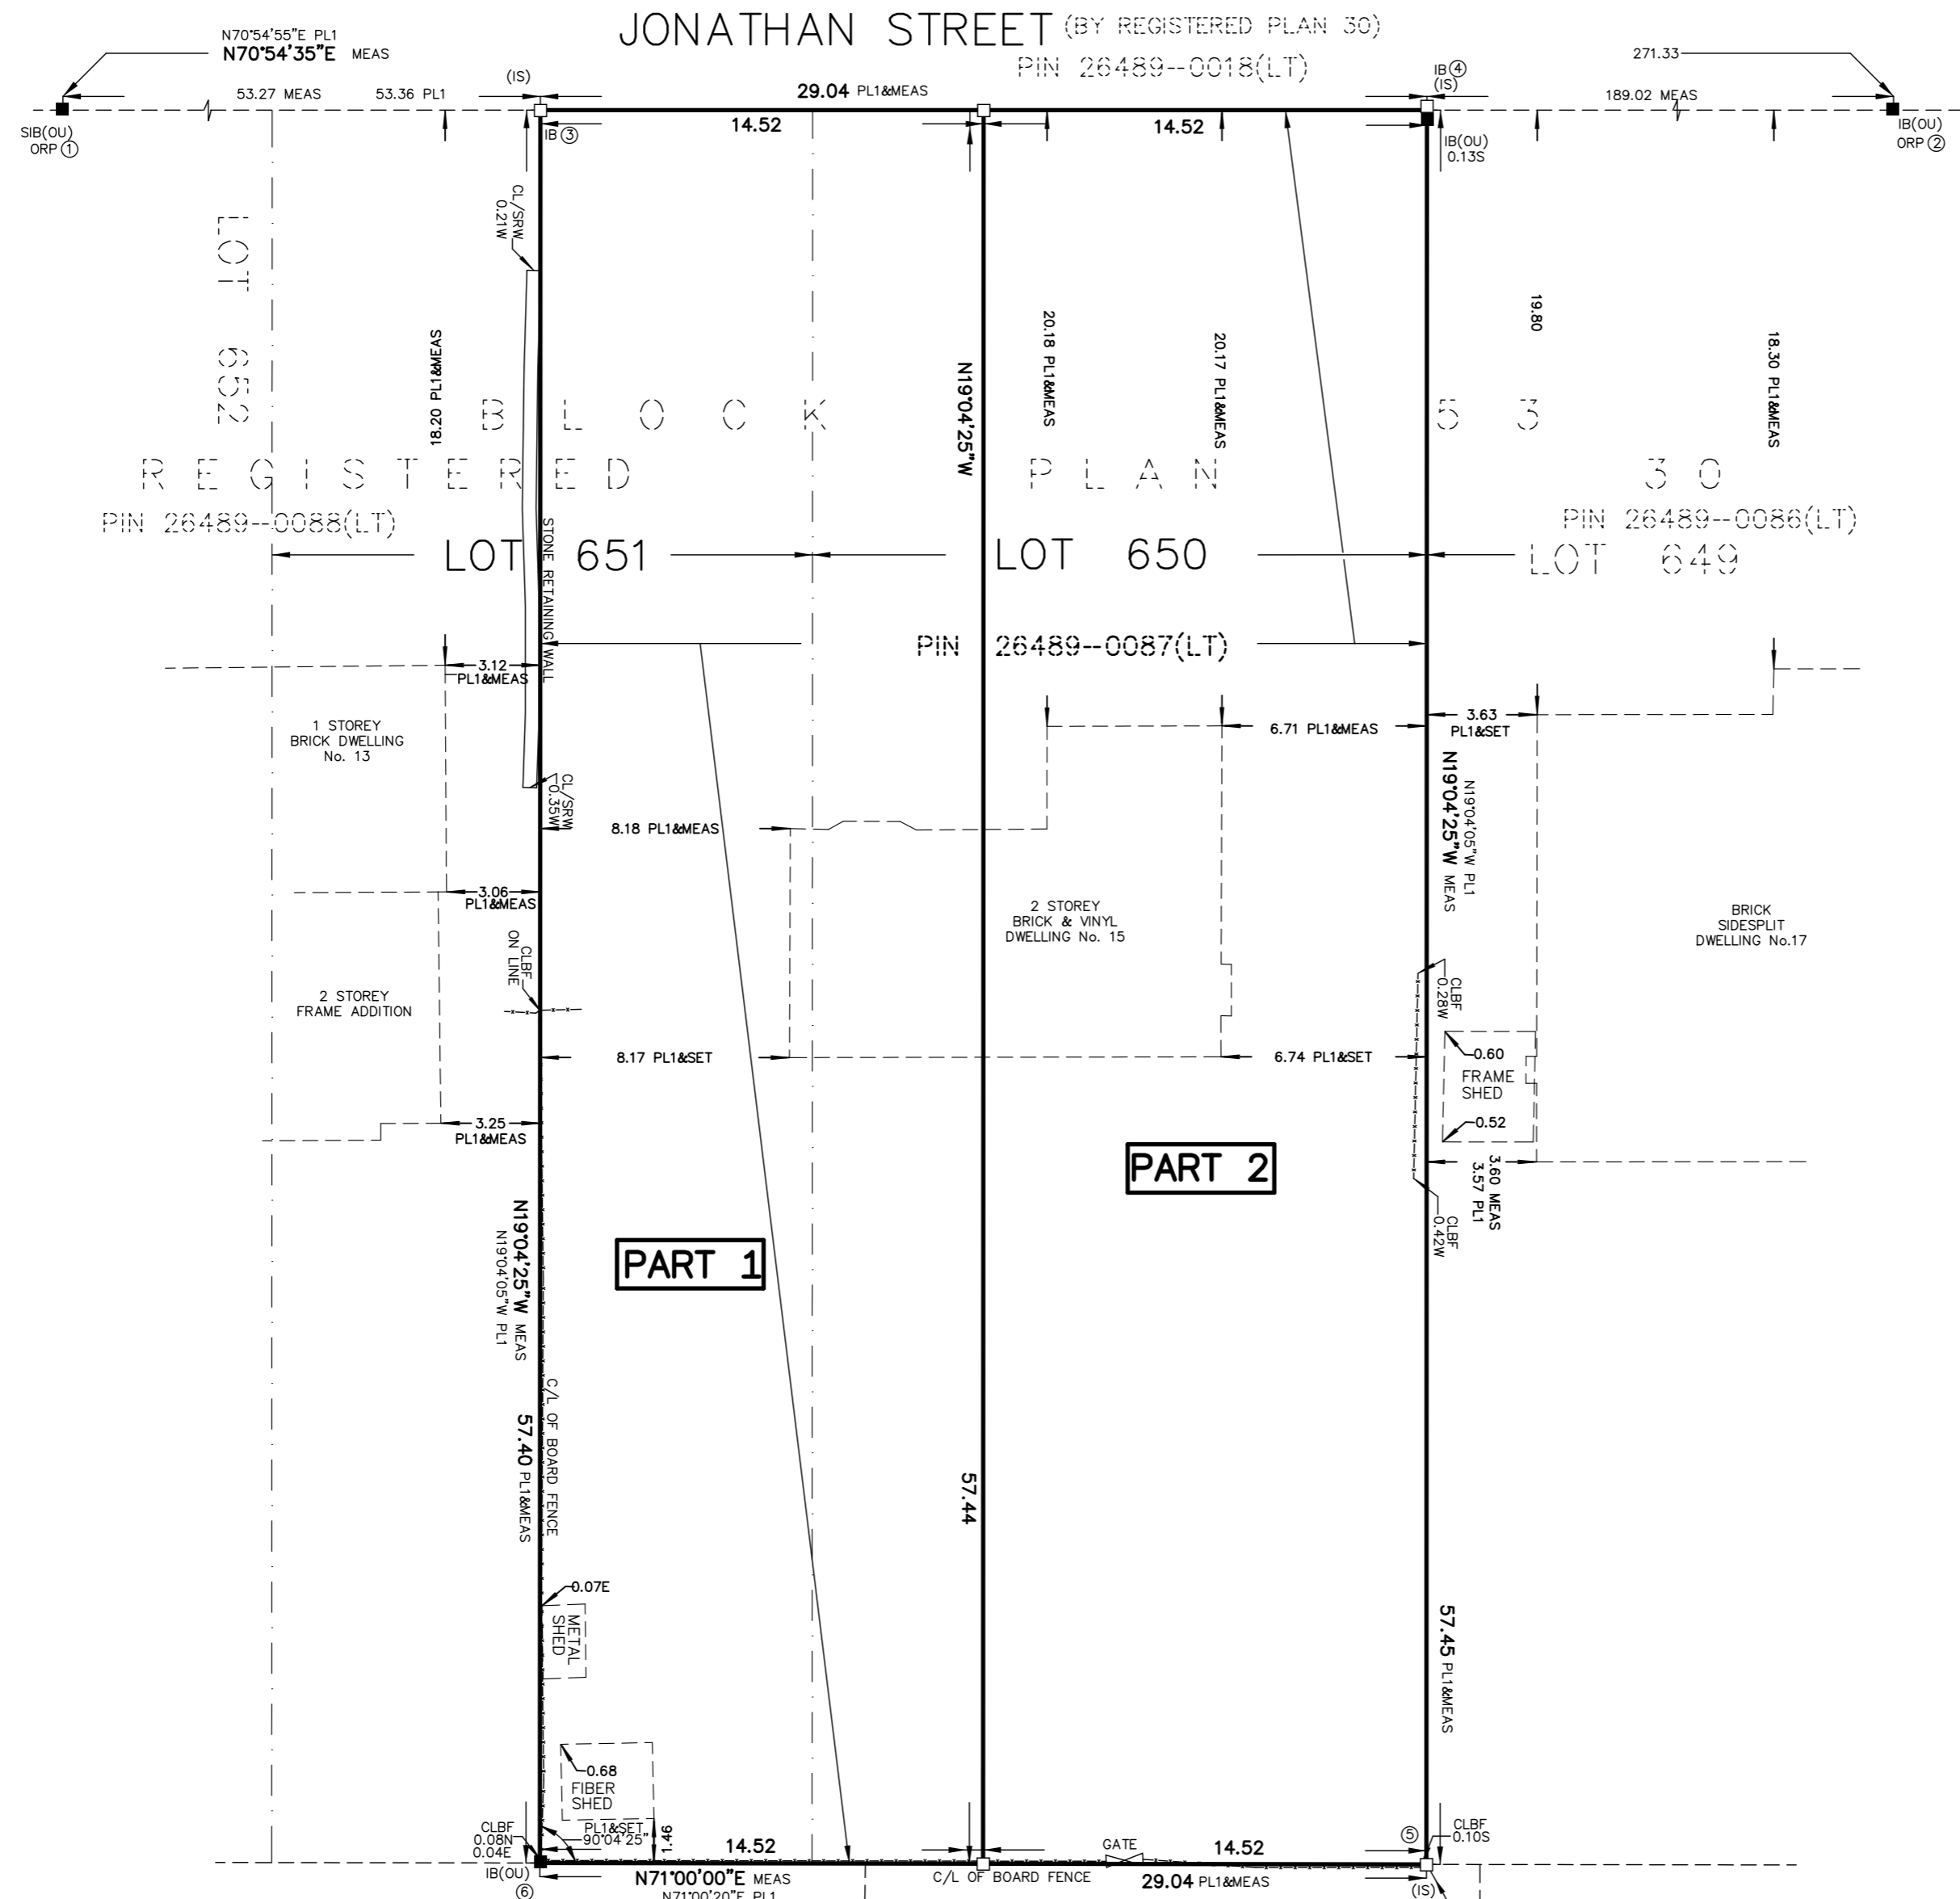 JONATHAN STREET (BY REGISTERED PLAN 30)
PIN 26489-0018(LT)
N70°54'55"E PL1
N70°54'35"E MEAS
53.27 MEAS
53.36 PL1
(IS)
29.04 PL1&MEAS
IB④
(IS)
271.33
189.02 MEAS
SIB(OU)
ORP ①
IB③
14.52
14.52
IB(OU)
0.13S
IB(OU)
ORP ②
CL/SRW
0.21W
LOT 652
18.20 PL1&MEAS
N19°04'25"W
20.18 PL1&MEAS
20.17 PL1&MEAS
19.80
18.30 PL1&MEAS
BLOCK 53
REGISTERED PLAN 30
PIN 26489-0088(LT)
PIN 26489-0086(LT)
STONE RETAINING WALL
LOT 651
LOT 650
LOT 649
PIN 26489-0087(LT)
3.12
PL1&MEAS
1 STOREY
BRICK DWELLING
No. 13
6.71 PL1&MEAS
3.63
PL1&SET
N19°04'05"W PL1
N19°04'25"W MEAS
CL/SRW
0.35W
8.18 PL1&MEAS
3.06
PL1&MEAS
2 STOREY
BRICK & VINYL
DWELLING No. 15
BRICK
SIDESPLIT
DWELLING No.17
CLBF
ON LINE
2 STOREY
FRAME ADDITION
CLBF
0.28W
8.17 PL1&SET
6.74 PL1&SET
0.60
FRAME
SHED
0.52
3.25
PL1&MEAS
3.60 MEAS
3.57 PL1
CLBF
0.42W
PART 2
PART 1
N19°04'25"W MEAS
N19°04'05"W PL1
C/L OF BOARD FENCE
57.40 PL1&MEAS
57.44
57.45 PL1&MEAS
0.07E
METAL
SHED
0.68
FIBER
SHED
PL1&SET
90°04'25"
1.46
CLBF
0.08N
0.04E
14.52
GATE
14.52
⑤
CLBF
0.10S
IB(OU)
⑥
N71°00'00"E MEAS
N71°00'20"E PL1
C/L OF BOARD FENCE
29.04 PL1&MEAS
(IS)